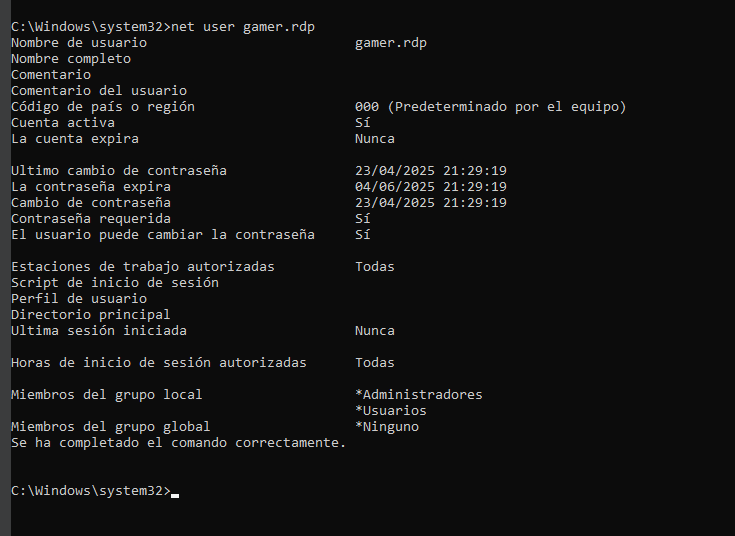 C:\Windows\system32>net user gamer.rdp
Nombre de usuario gamer.rdp
Nombre completo
Comentario
Comentario del usuario
Código de país o región 000 (Predeterminado por el equipo)
Cuenta activa Sí
La cuenta expira Nunca
Ultimo cambio de contraseña 23/04/2025 21:29:19
La contraseña expira 04/06/2025 21:29:19
Cambio de contraseña 23/04/2025 21:29:19
Contraseña requerida Sí
El usuario puede cambiar la contraseña Sí
Estaciones de trabajo autorizadas Todas
Script de inicio de sesión
Perfil de usuario
Directorio principal
Ultima sesión iniciada Nunca
Horas de inicio de sesión autorizadas Todas
Miembros del grupo local *Administradores
*Usuarios
Miembros del grupo global *Ninguno
Se ha completado el comando correctamente.
C:\Windows\system32>